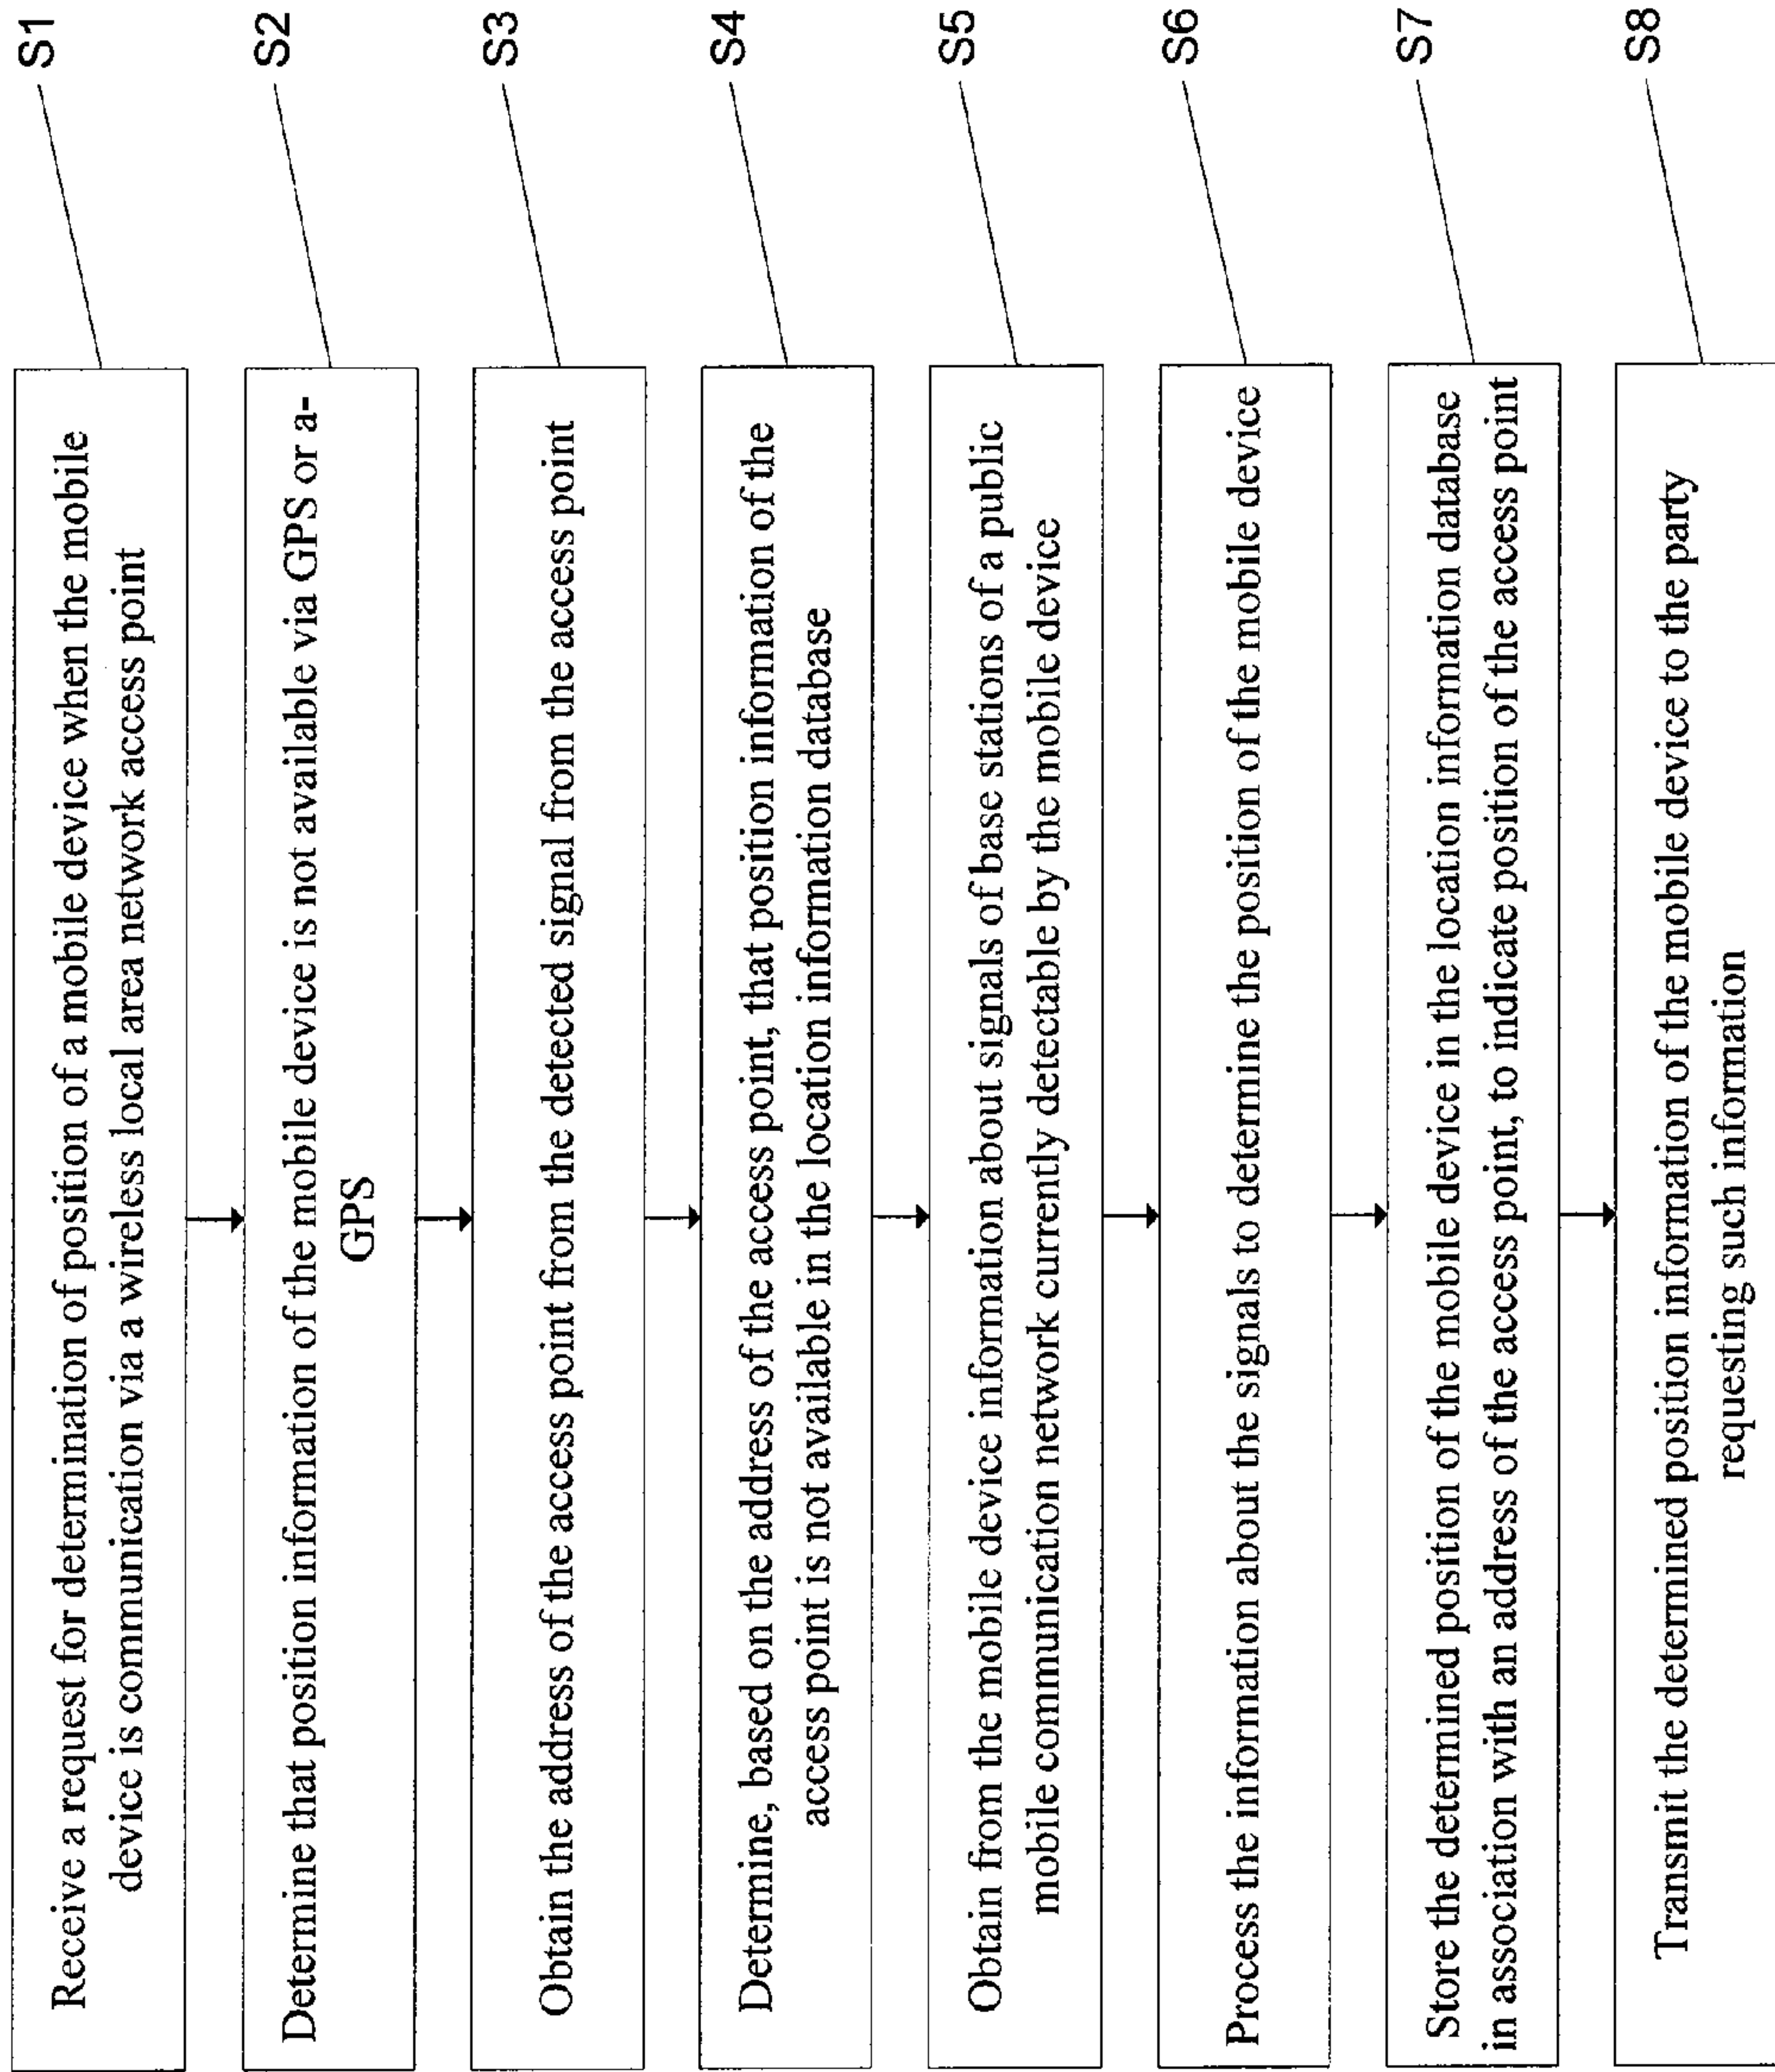 Receive a request for determination of position of a mobile device when the mobile
device is communication via a wireless local area network access point
S1
Determine that position information of the mobile device is not available via GPS or a-
GPS
S2
Obtain the address of the access point from the detected signal from the access point
S3
Determine, based on the address of the access point, that position information of the
access point is not available in the location information database
S4
Obtain from the mobile device information about signals of base stations of a public
mobile communication network currently detectable by the mobile device
S5
Process the information about the signals to determine the position of the mobile device
S6
Store the determined position of the mobile device in the location information database
in association with an address of the access point, to indicate position of the access point
S7
Transmit the determined position information of the mobile device to the party
requesting such information
S8